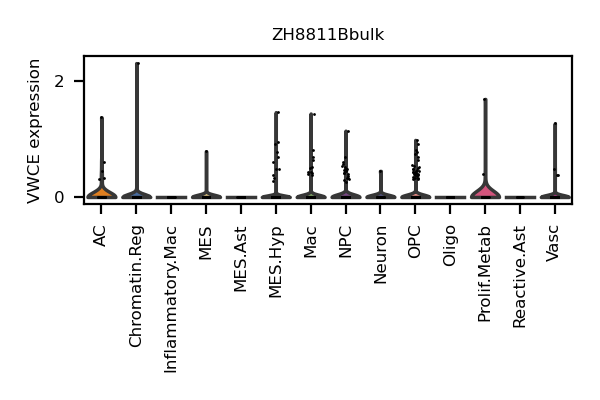 ZH8811Bbulk
VWCE expression
2
0
AC
Chromatin.Reg
Inflammatory.Mac
MES
MES.Ast
MES.Hyp
Mac
NPC
Neuron
OPC
Oligo
Prolif.Metab
Reactive.Ast
Vasc